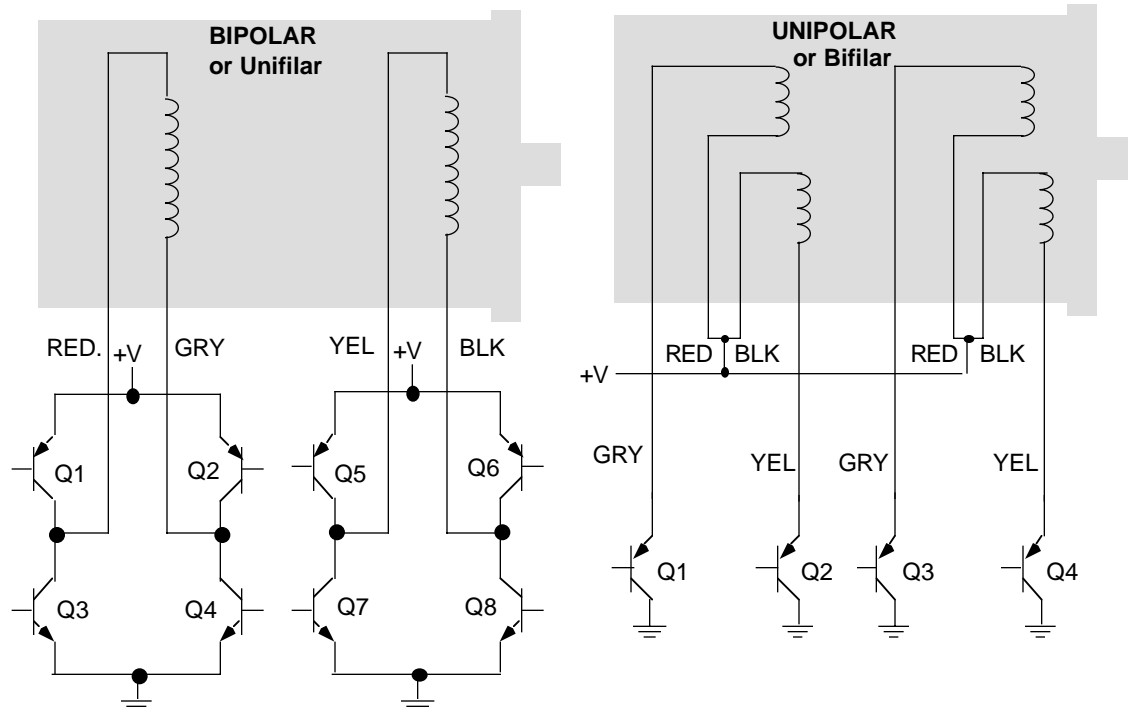 BIPOLAR
or Unifilar
RED.
+V
GRY
YEL
+V
BLK
Q1
Q2
Q5
Q6
Q3
Q4
Q7
Q8
UNIPOLAR
or Bifilar
RED
BLK
RED
BLK
+V
GRY
YEL
GRY
YEL
Q1
Q2
Q3
Q4